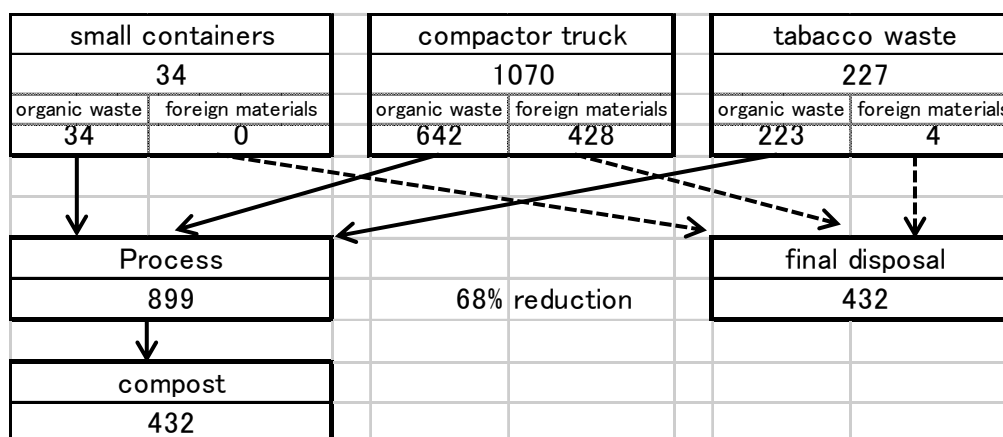 small containers compactor truck tabacco waste
34 1070 227
organic waste foreign materials organic waste foreign materials organic waste foreign materials
34 0 642 428 223 4
Process final disposal
899 68% reduction 432
compost
432